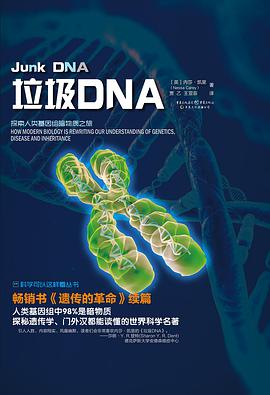 Junk DNA
垃圾DNA
[英]内莎·凯里
(Nessa Carey)
著
贾 乙 王亚菲 译
探索人类基因组暗物质之旅
HOW MODERN BIOLOGY IS REWRITING OUR UNDERSTANDING OF GENETICS,
DISEASE AND INHERITANCE
科学可以这样看丛书
畅销书《遗传的革命》续篇
人类基因组中98%是暗物质
探秘遗传学、门外汉都能读懂的世界科学名著